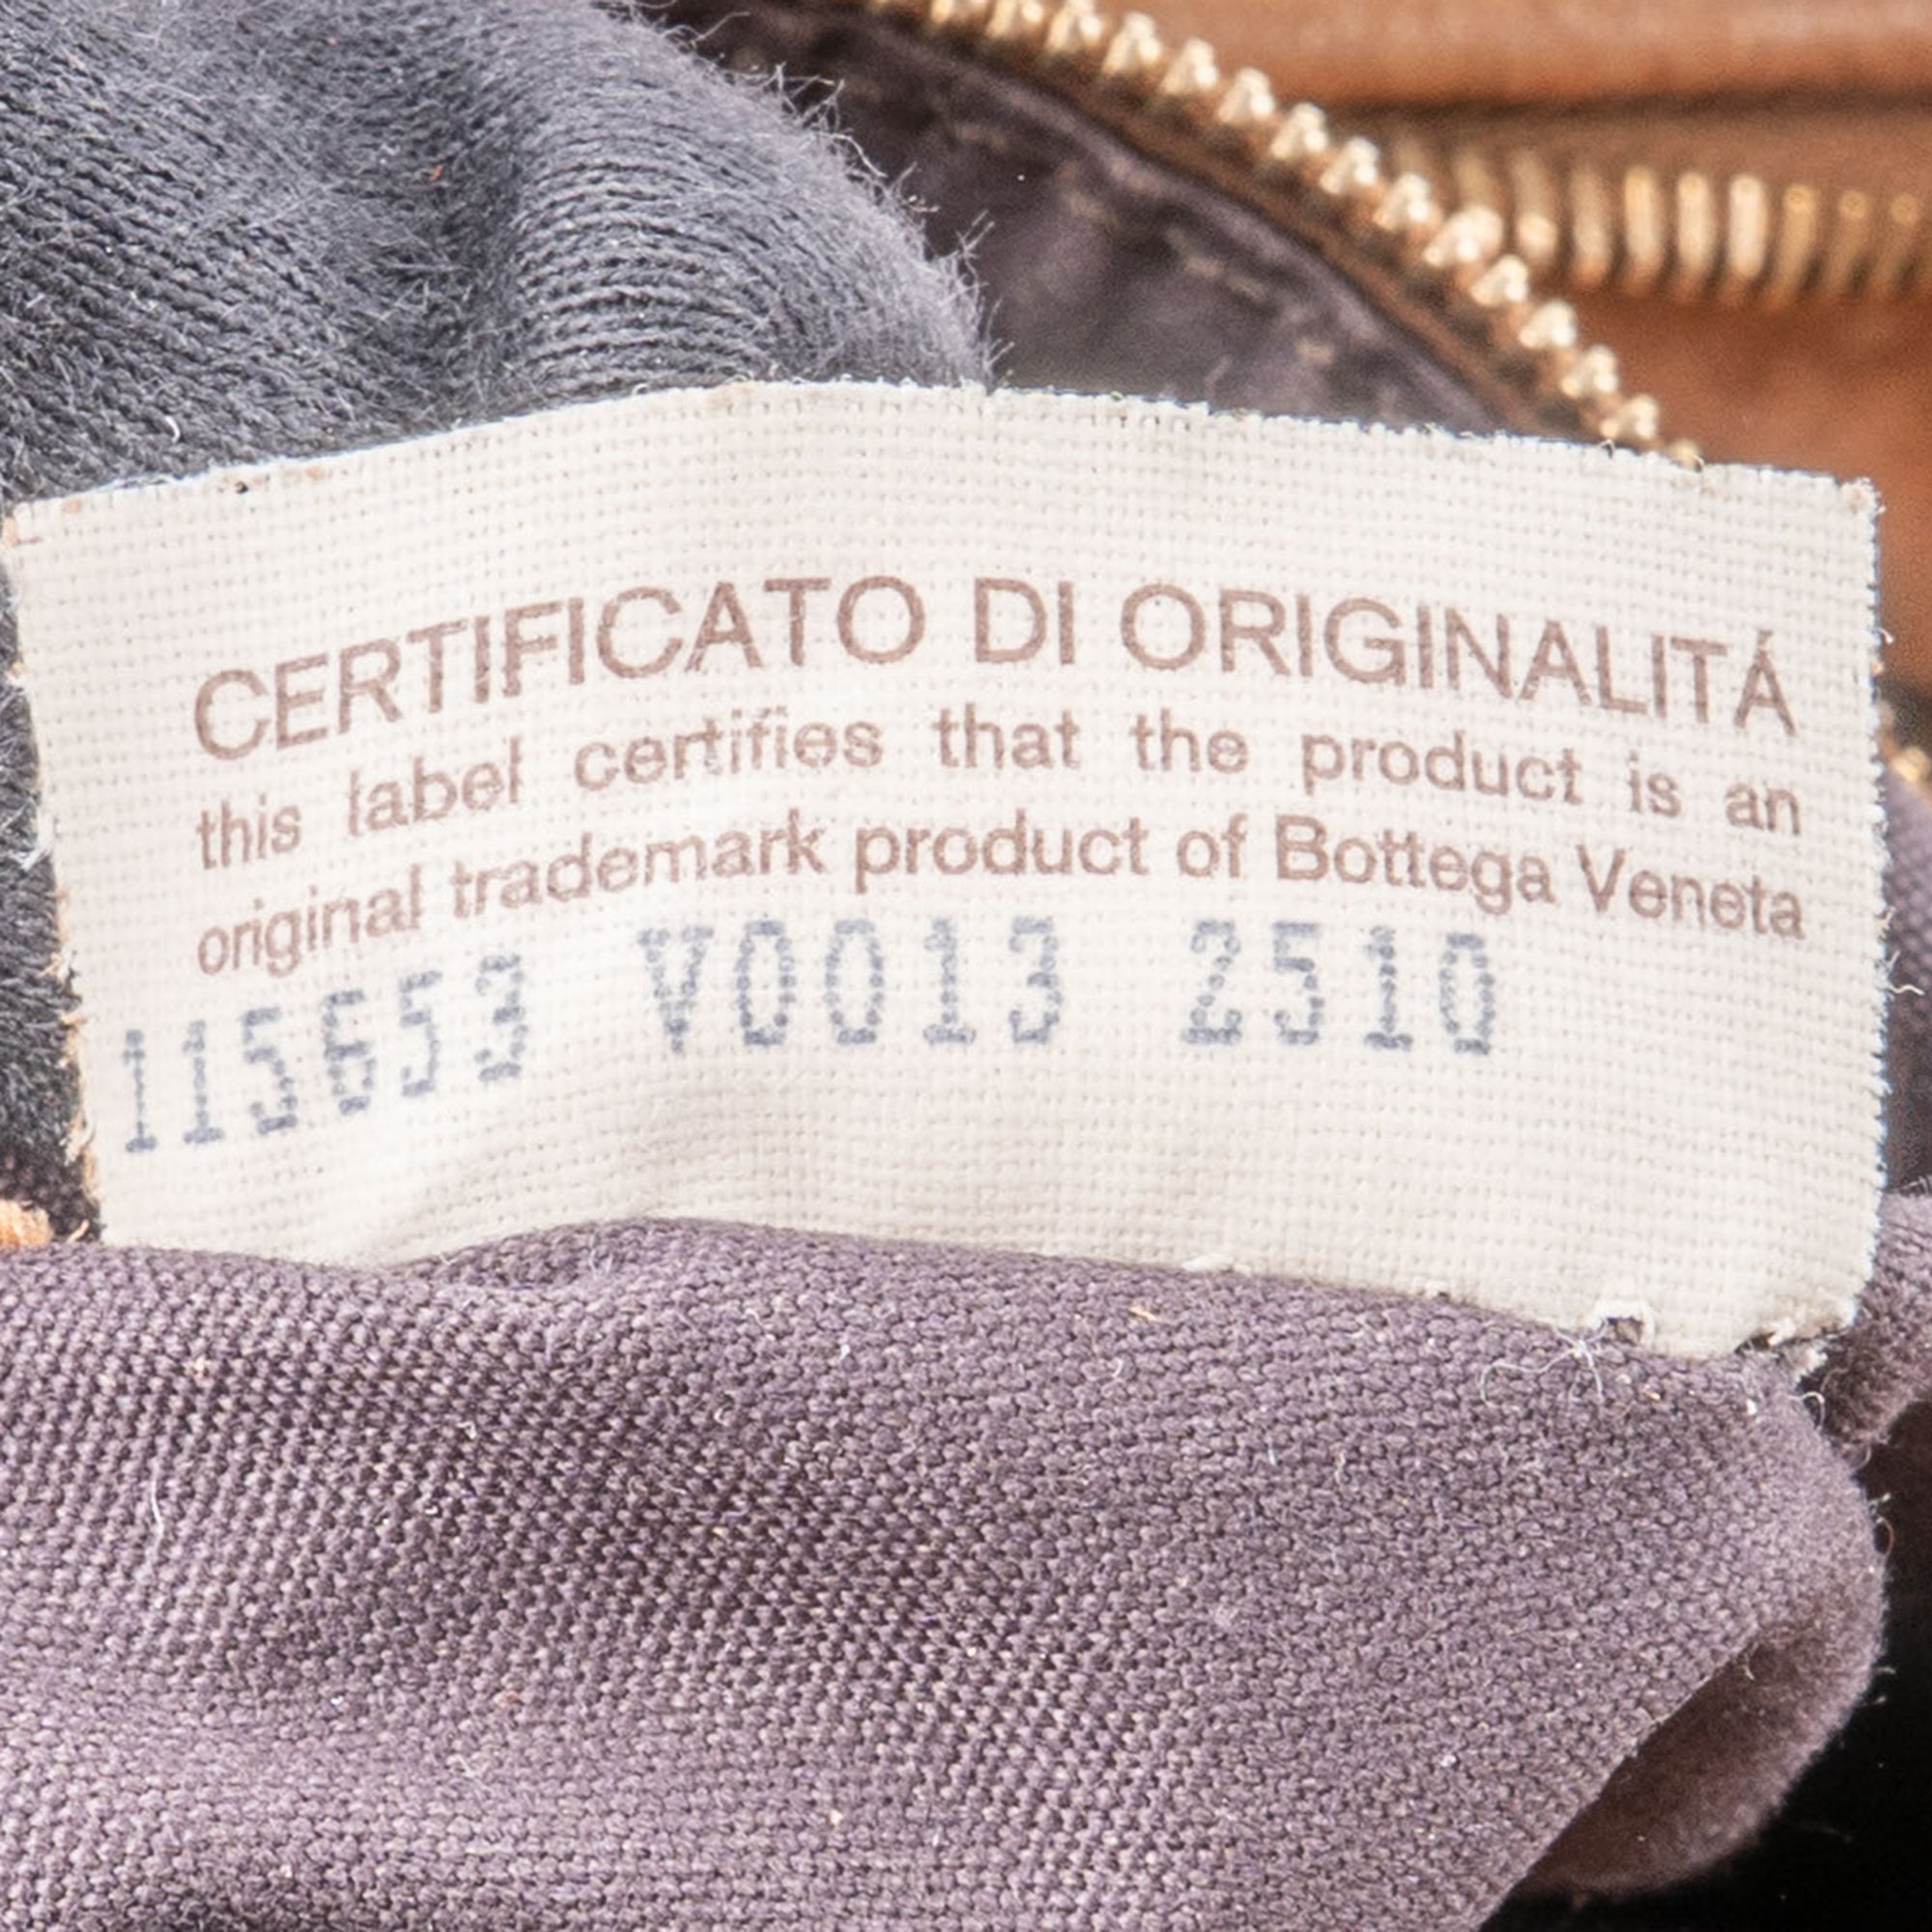 CERTIFICATO DI ORIGINALITÁ
this label certifies that the product is an
original trademark product of Bottega Veneta
115653 V0013 2510